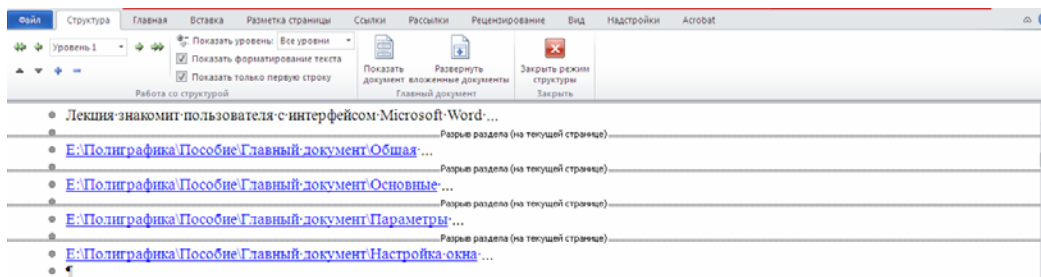 Файл Структура Главная Вставка Разметка страницы Ссылки Рассылки Рецензирование Вид Надстройки Acrobat
Уровень 1 Показать уровень: Все уровни
Показать форматирование текста
Показать только первую строку
Показать документ
Развернуть вложенные документы
Закрыть режим структуры
Работа со структурой Главный документ Закрыть
Лекция·знакомит·пользователя·с·интерфейсом·Microsoft·Word·...
Разрыв раздела (на текущей странице)
E:\Полиграфика\Пособие\Главный·документ\Общая·...
Разрыв раздела (на текущей странице)
E:\Полиграфика\Пособие\Главный·документ\Основные·...
Разрыв раздела (на текущей странице)
E:\Полиграфика\Пособие\Главный·документ\Параметры·...
Разрыв раздела (на текущей странице)
E:\Полиграфика\Пособие\Главный·документ\Настройка·окна·...
¶